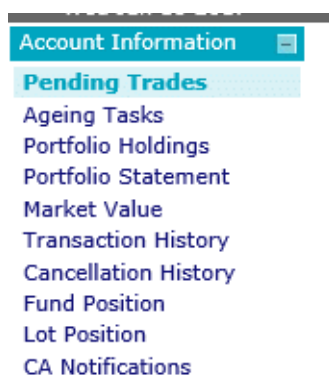 Account Information
Pending Trades
Ageing Tasks
Portfolio Holdings
Portfolio Statement
Market Value
Transaction History
Cancellation History
Fund Position
Lot Position
CA Notifications